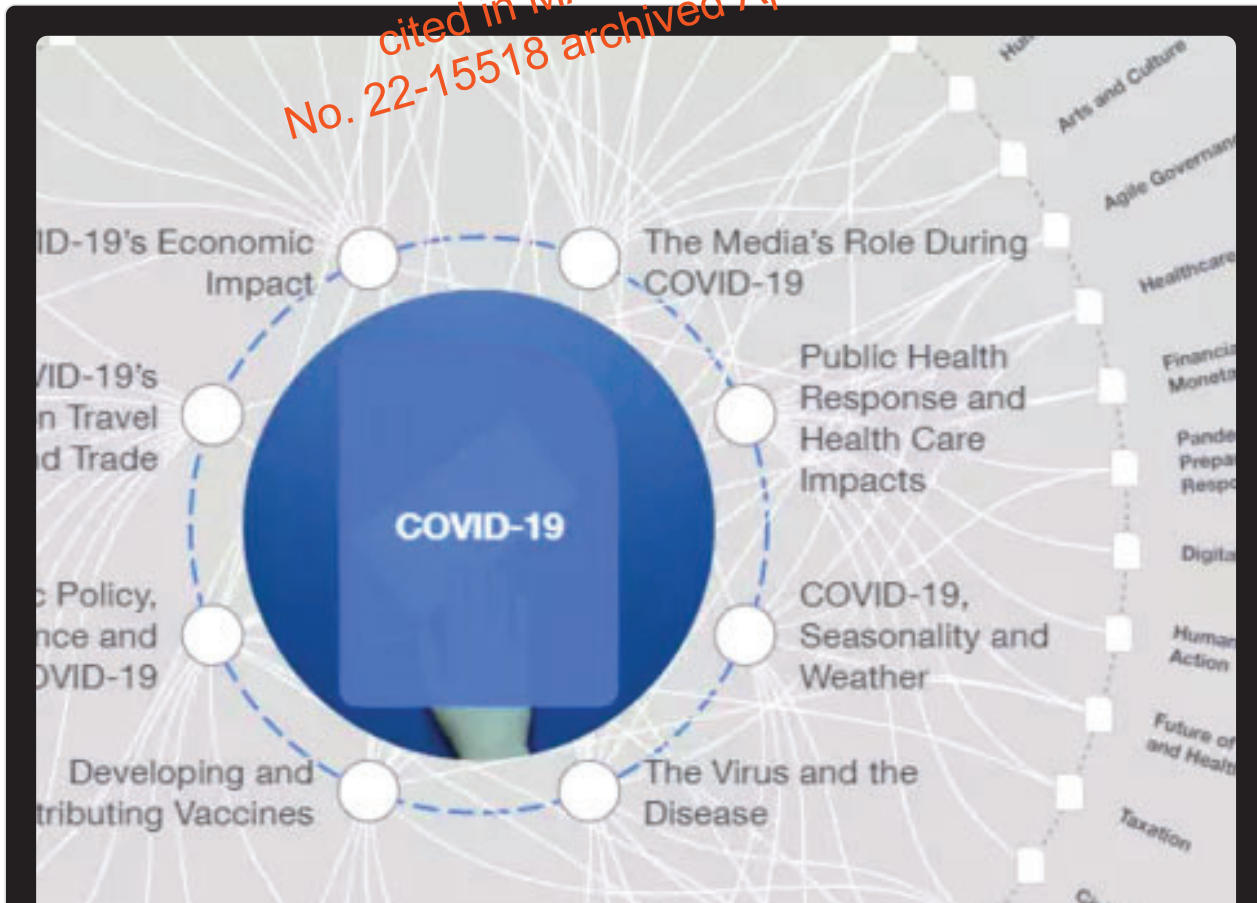 cited in
No. 22-15518 archived
Arts and Culture
Agile
Healthcare
ID-19's Economic
Impact
The Media's Role During
COVID-19
VID-19's
n Travel
d Trade
Public Health
Response and
Health Care
Impacts
COVID-19
Policy,
nce and
OVID-19
COVID-19,
Seasonality and
Weather
Developing and
tributing Vaccines
The Virus and the
Disease
Digita
Human
Action
Future of
and
Taxation